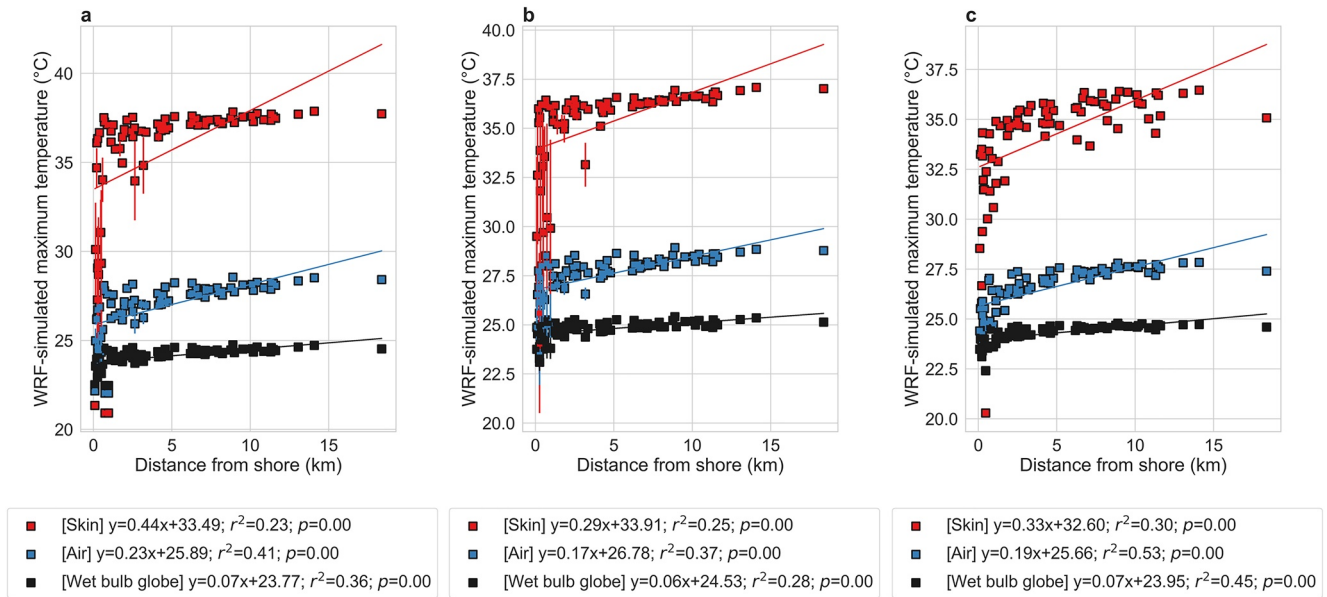 a
WRF-simulated maximum temperature (°C)
40
35
30
25
20
0 5 10 15
Distance from shore (km)
[Skin] y=0.44x+33.49; r²=0.23; p=0.00
[Air] y=0.23x+25.89; r²=0.41; p=0.00
[Wet bulb globe] y=0.07x+23.77; r²=0.36; p=0.00
b
WRF-simulated maximum temperature (°C)
40.0
37.5
35.0
32.5
30.0
27.5
25.0
22.5
20.0
0 5 10 15
Distance from shore (km)
[Skin] y=0.29x+33.91; r²=0.25; p=0.00
[Air] y=0.17x+26.78; r²=0.37; p=0.00
[Wet bulb globe] y=0.06x+24.53; r²=0.28; p=0.00
c
WRF-simulated maximum temperature (°C)
37.5
35.0
32.5
30.0
27.5
25.0
22.5
20.0
0 5 10 15
Distance from shore (km)
[Skin] y=0.33x+32.60; r²=0.30; p=0.00
[Air] y=0.19x+25.66; r²=0.53; p=0.00
[Wet bulb globe] y=0.07x+23.95; r²=0.45; p=0.00